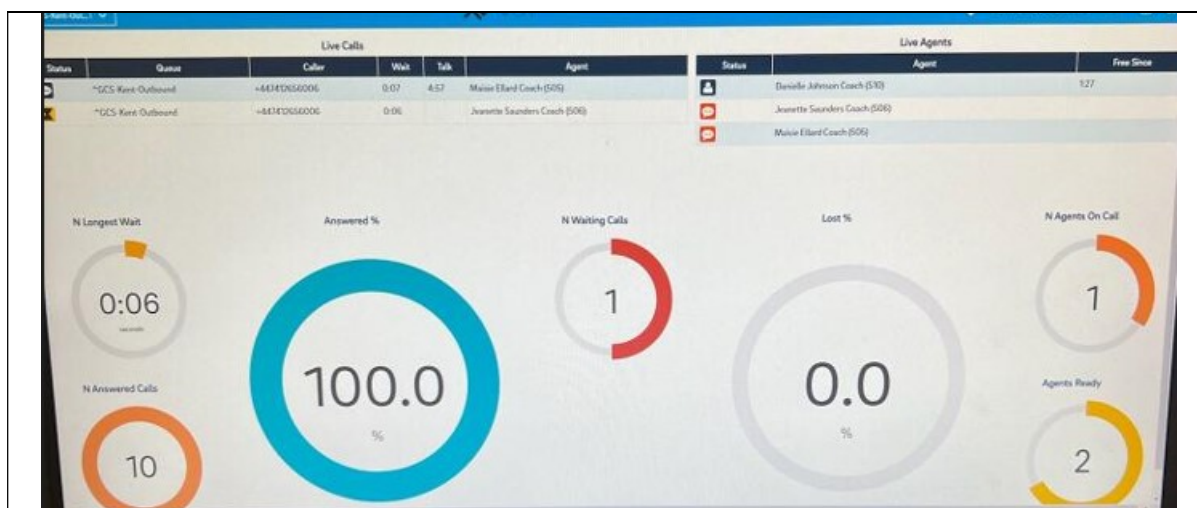 Live Calls
Live Agents
Status Queue Caller Wait Talk Agent
Status Agent Free Since
*GCS-Kent-Outbound 0:07 4:57 Maisie Ellard Coach (505)
*GCS-Kent-Outbound 0:06 Jeanette Saunders Coach (506)
Danielle Johnson Coach (510) 1:27
Jeanette Saunders Coach (506)
Maisie Ellard Coach (505)
N Longest Wait
Answered %
N Waiting Calls
Lost %
N Agents On Call
0:06
seconds
1
1
100.0
%
0.0
%
N Answered Calls
Agents Ready
10
2